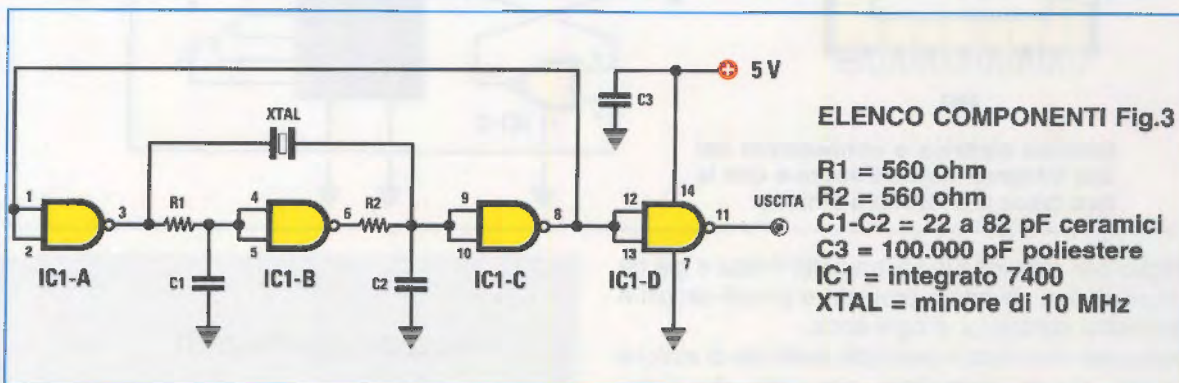 XTAL
C3
5 V
1
2
3
R1
4
5
6
R2
9
10
8
12
13
14
11
7
USCITA
IC1-A
C1
IC1-B
C2
IC1-C
IC1-D
ELENCO COMPONENTI Fig.3
R1 = 560 ohm
R2 = 560 ohm
C1-C2 = 22 a 82 pF ceramici
C3 = 100.000 pF poliestere
IC1 = integrato 7400
XTAL = minore di 10 MHz